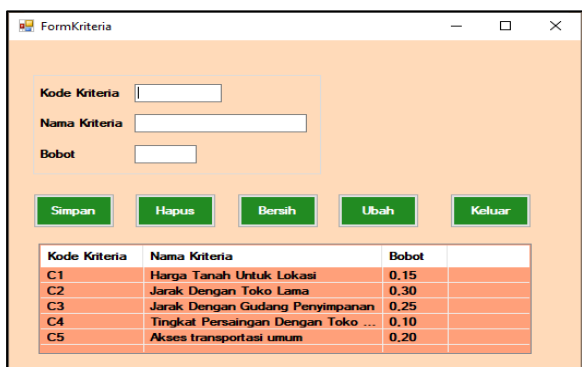 FormKriteria
Kode Kriteria
Nama Kriteria
Bobot
Simpan Hapus Bersih Ubah Keluar
Kode Kriteria Nama Kriteria Bobot
C1 Harga Tanah Untuk Lokasi 0,15
C2 Jarak Dengan Toko Lama 0,30
C3 Jarak Dengan Gudang Penyimpanan 0,25
C4 Tingkat Persaingan Dengan Toko ... 0,10
C5 Akses transportasi umum 0,20